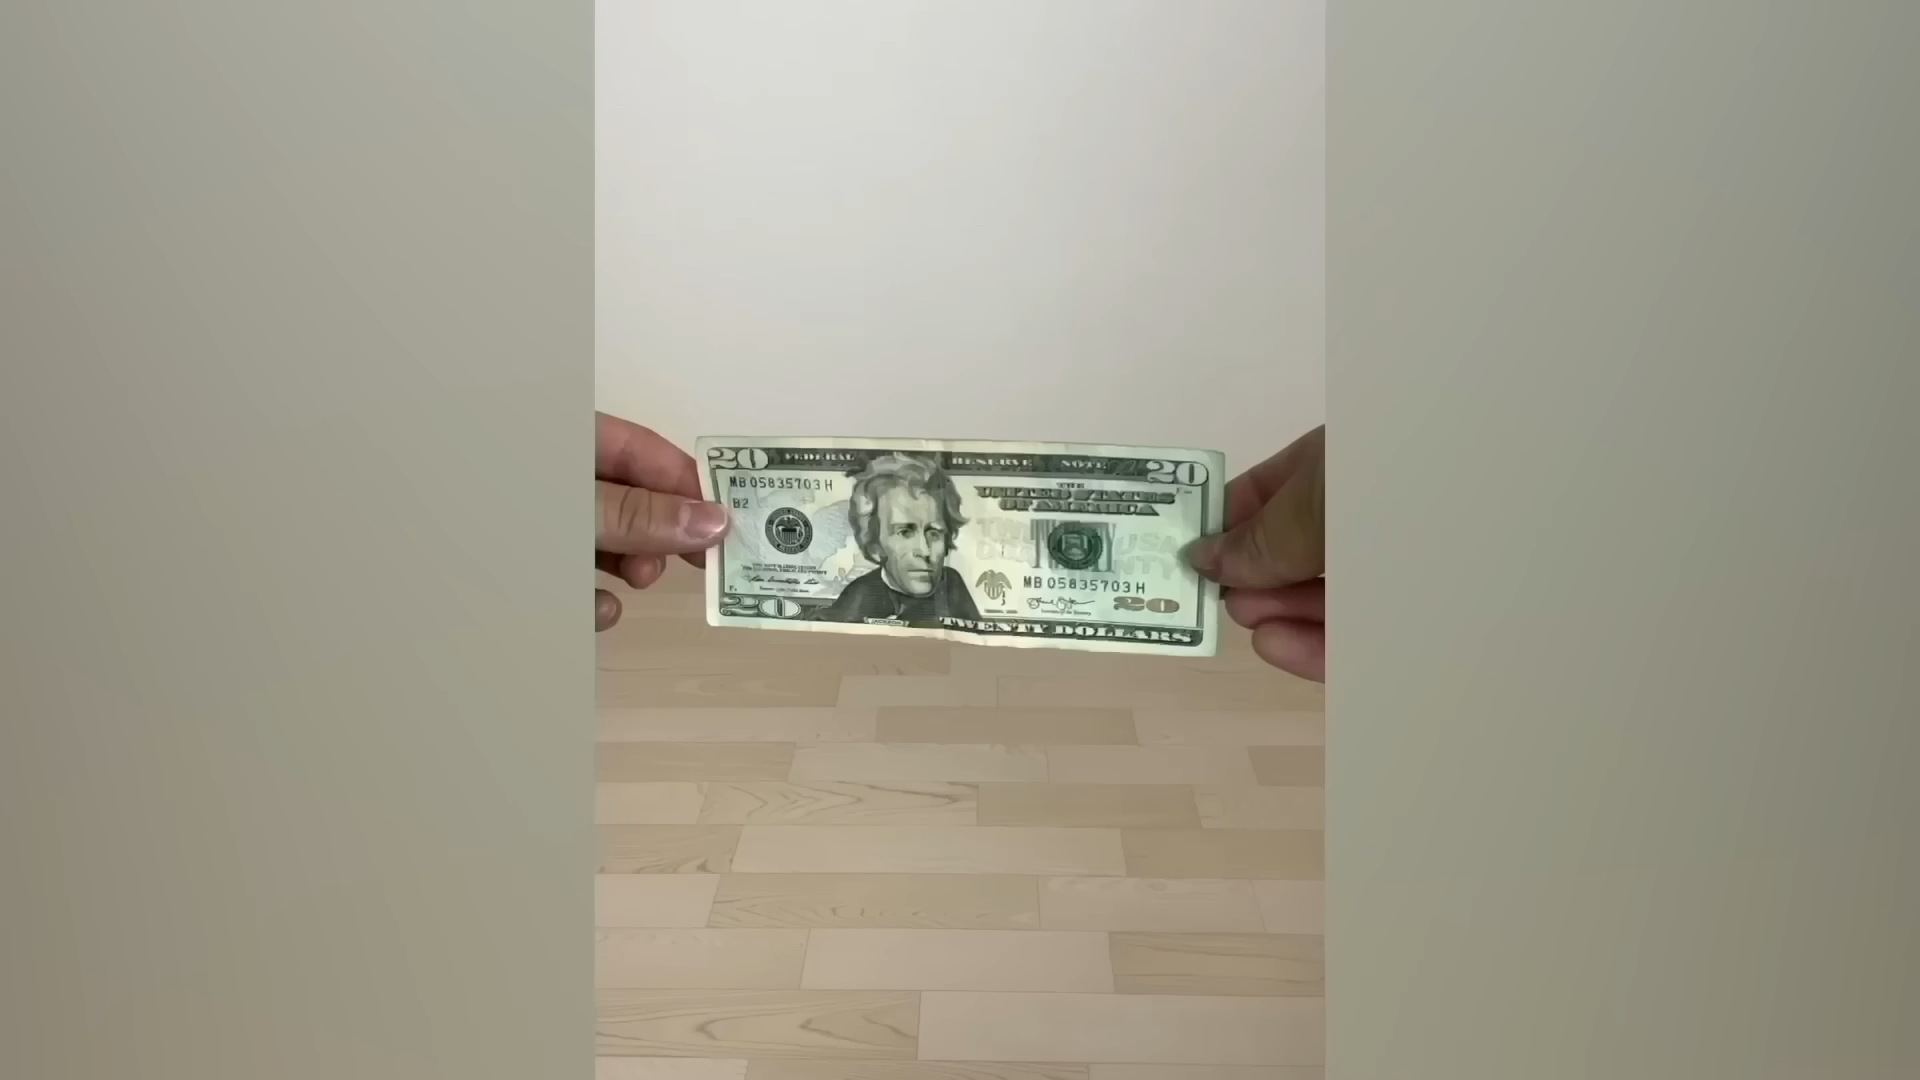 20 FEDERAL RESERVE NOTE 20
MB 05835703 H
B2
THE
UNITED STATES
OF AMERICA
MB 05835703 H
20
20
JACKSON
TWENTY DOLLARS